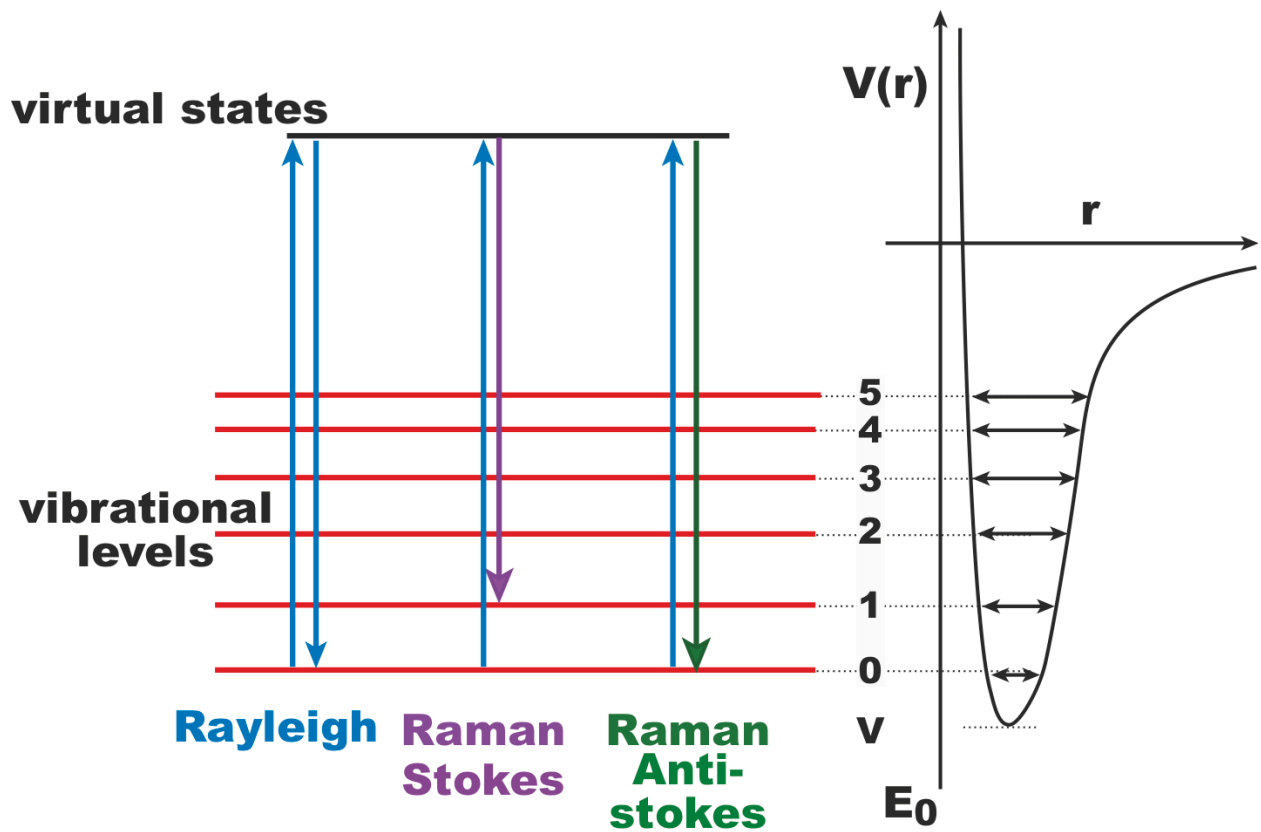 virtual states
V(r)
r
5
4
3
vibrational
levels
2
1
0
Rayleigh
Raman
Stokes
Raman
Anti-
stokes
v
E0